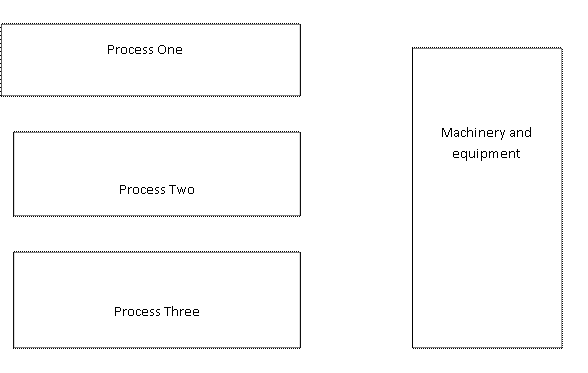 Process One
Machinery and
equipment
Process Two
Process Three